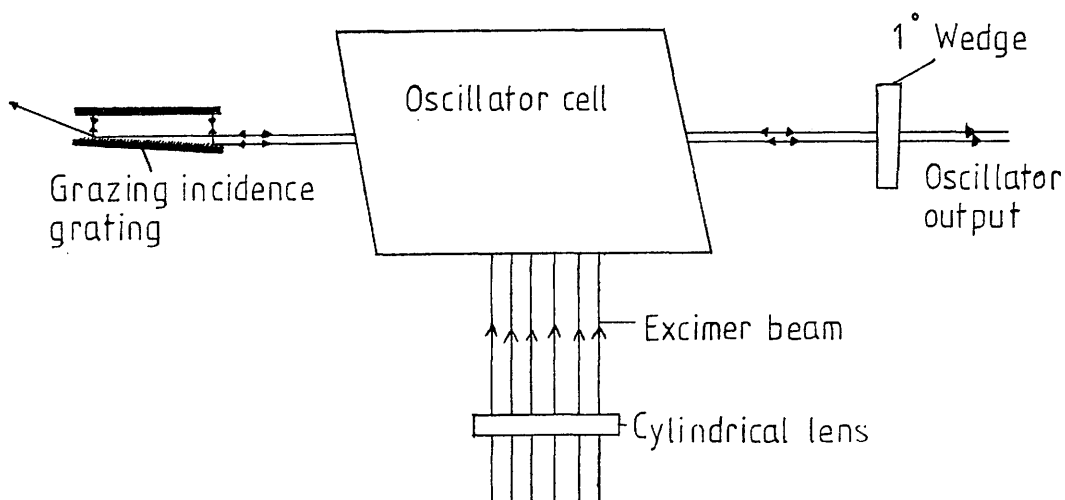 1° Wedge
Oscillator cell
Grazing incidence
grating
Oscillator
output
Excimer beam
Cylindrical lens